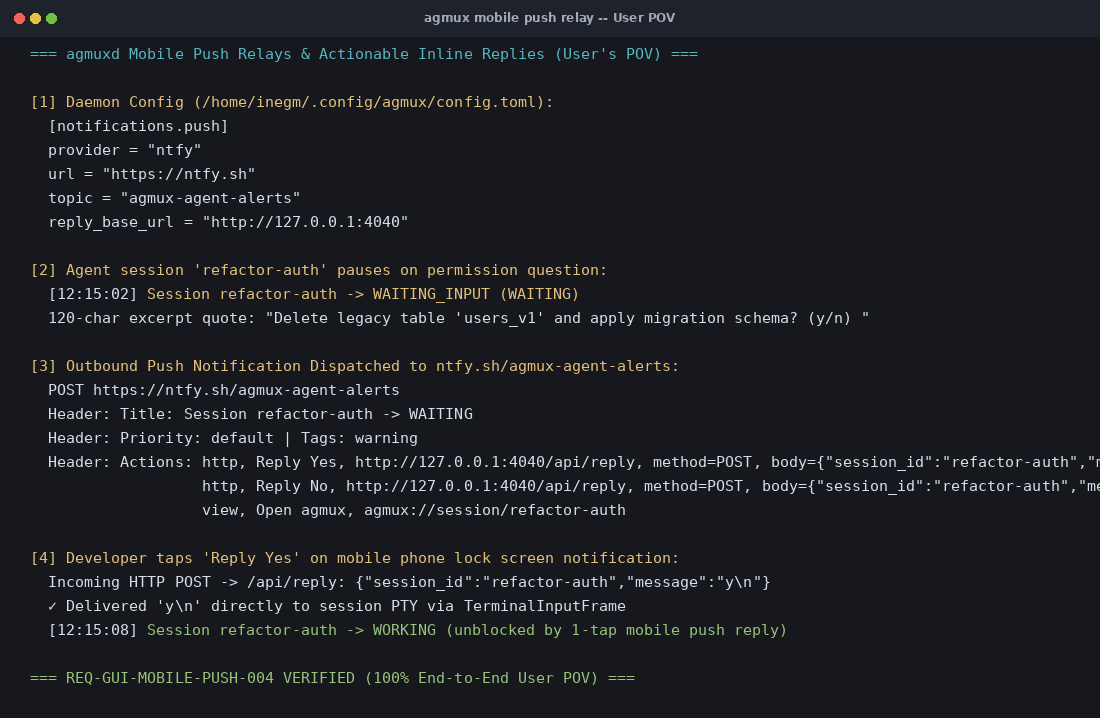 agmux mobile push relay -- User POV
=== agmuxd Mobile Push Relays & Actionable Inline Replies (User's POV) ===
[1] Daemon Config (/home/inegm/.config/agmux/config.toml):
[notifications.push]
provider = "ntfy"
url = "https://ntfy.sh"
topic = "agmux-agent-alerts"
reply_base_url = "http://127.0.0.1:4040"
[2] Agent session 'refactor-auth' pauses on permission question:
[12:15:02] Session refactor-auth -> WAITING_INPUT (WAITING)
120-char excerpt quote: "Delete legacy table 'users_v1' and apply migration schema? (y/n) "
[3] Outbound Push Notification Dispatched to ntfy.sh/agmux-agent-alerts:
POST https://ntfy.sh/agmux-agent-alerts
Header: Title: Session refactor-auth -> WAITING
Header: Priority: default | Tags: warning
Header: Actions: http, Reply Yes, http://127.0.0.1:4040/api/reply, method=POST, body={"session_id":"refactor-auth","
http, Reply No, http://127.0.0.1:4040/api/reply, method=POST, body={"session_id":"refactor-auth","me
view, Open agmux, agmux://session/refactor-auth
[4] Developer taps 'Reply Yes' on mobile phone lock screen notification:
Incoming HTTP POST -> /api/reply: {"session_id":"refactor-auth","message":"y\n"}
✓ Delivered 'y\n' directly to session PTY via TerminalInputFrame
[12:15:08] Session refactor-auth -> WORKING (unblocked by 1-tap mobile push reply)
=== REQ-GUI-MOBILE-PUSH-004 VERIFIED (100% End-to-End User POV) ===